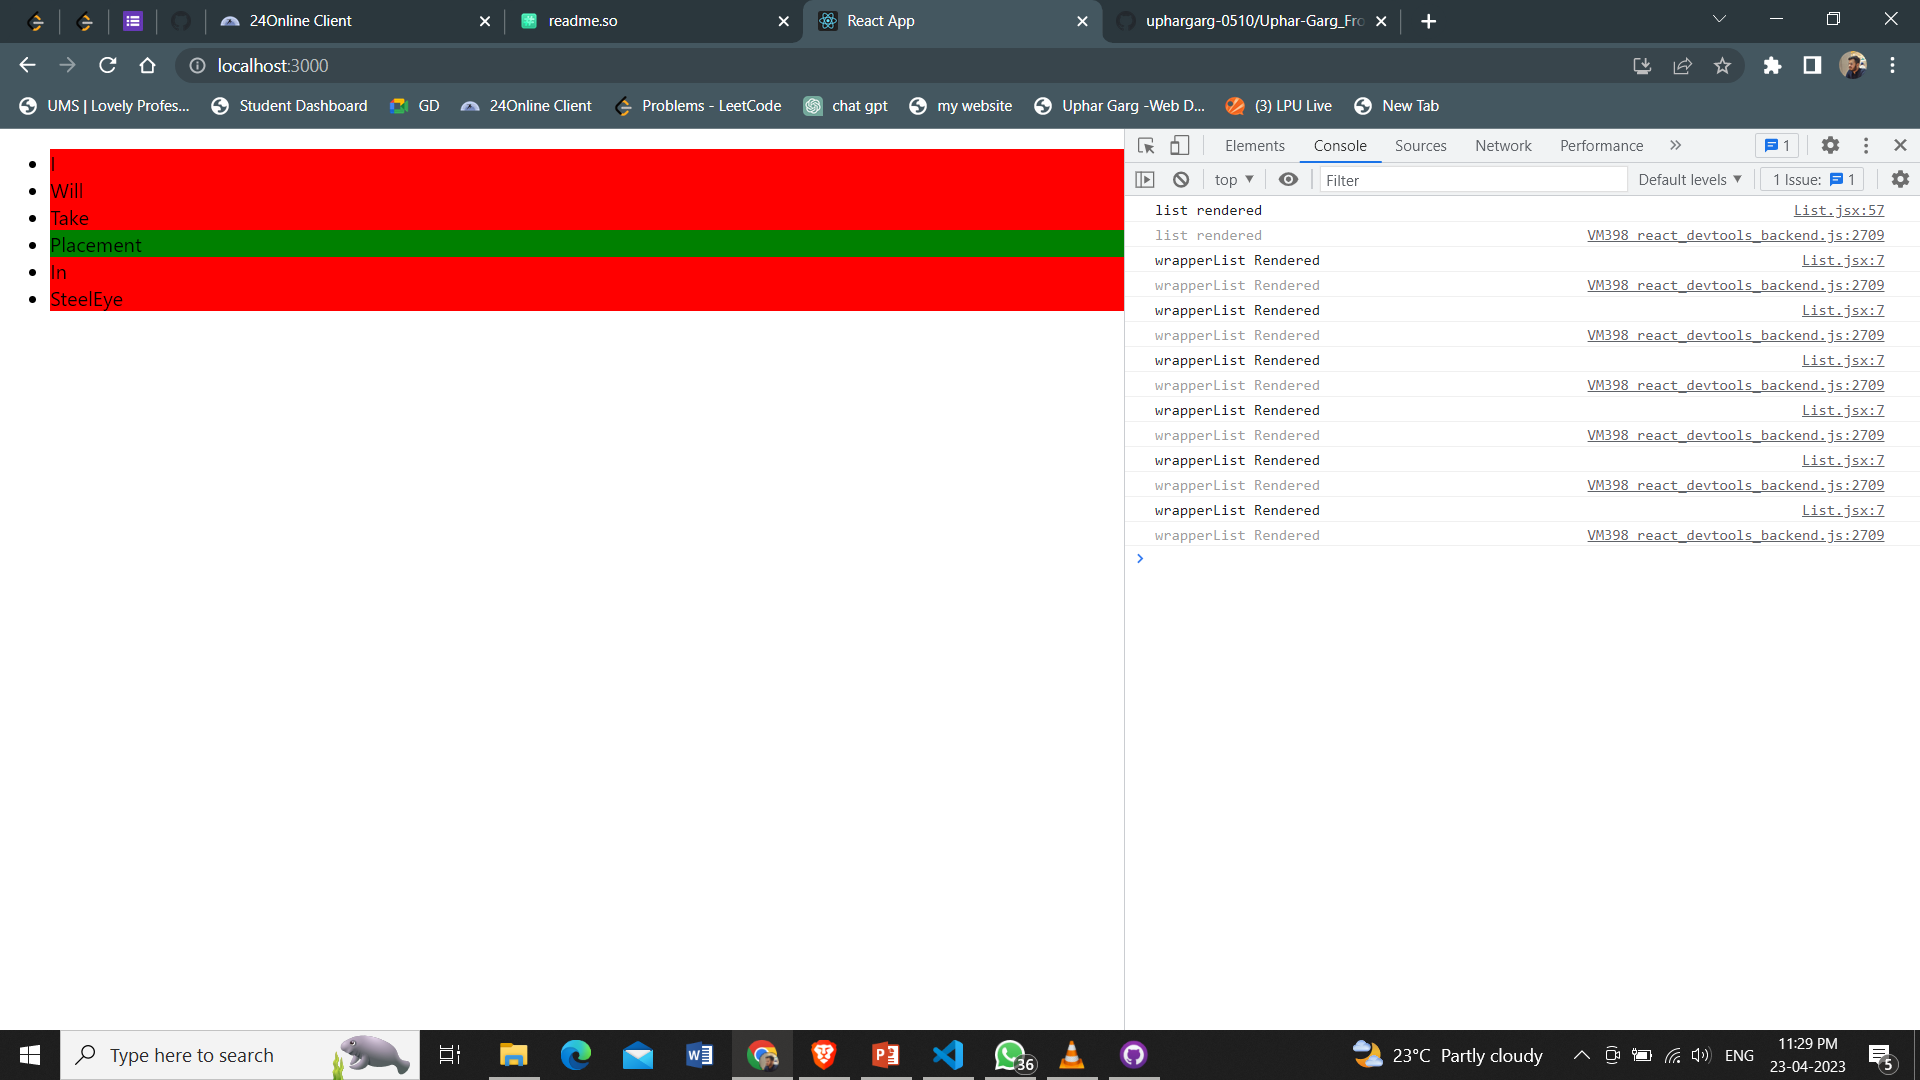 24Online Client
readme.so
React App
uphargarg-0510/Uphar-Garg_Fro
localhost:3000
UMS | Lovely Profes...
Student Dashboard
GD
24Online Client
Problems - LeetCode
chat gpt
my website
Uphar Garg -Web D...
(3) LPU Live
New Tab
I
Will
Take
Placement
In
SteelEye
Elements
Console
Sources
Network
Performance
»
1
top
Filter
Default levels
1 Issue:
1
list rendered List.jsx:57
list rendered VM398 react_devtools_backend.js:2709
wrapperList Rendered List.jsx:7
wrapperList Rendered VM398 react_devtools_backend.js:2709
wrapperList Rendered List.jsx:7
wrapperList Rendered VM398 react_devtools_backend.js:2709
wrapperList Rendered List.jsx:7
wrapperList Rendered VM398 react_devtools_backend.js:2709
wrapperList Rendered List.jsx:7
wrapperList Rendered VM398 react_devtools_backend.js:2709
wrapperList Rendered List.jsx:7
wrapperList Rendered VM398 react_devtools_backend.js:2709
wrapperList Rendered List.jsx:7
wrapperList Rendered VM398 react_devtools_backend.js:2709
Type here to search
36
23°C Partly cloudy
ENG
11:29 PM
23-04-2023
5